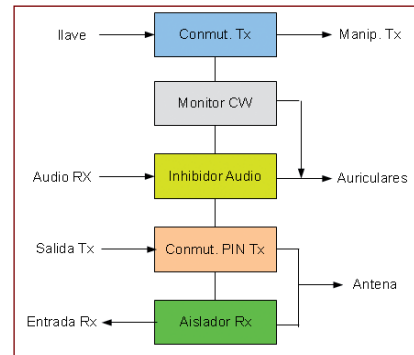 llave
Conmut. Tx
Manip. Tx
Monitor CW
Audio RX
Inhibidor Audio
Auriculares
Salida Tx
Conmut. PIN Tx
Antena
Entrada Rx
Aislador Rx